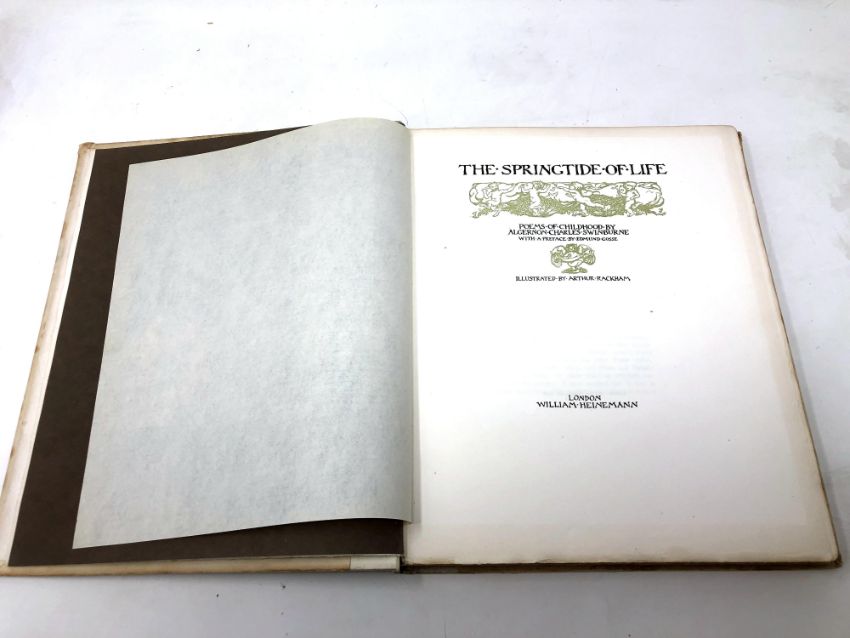 THE·SPRINGTIDE·OF·LIFE
POEMS·OF·CHILDHOOD·BY
ALGERNON·CHARLES·SWINBURNE
WITH·A·PREFACE·BY·EDMUND·GOSSE
ILLUSTRATED·BY·ARTHUR·RACKHAM
LONDON
WILLIAM·HEINEMANN